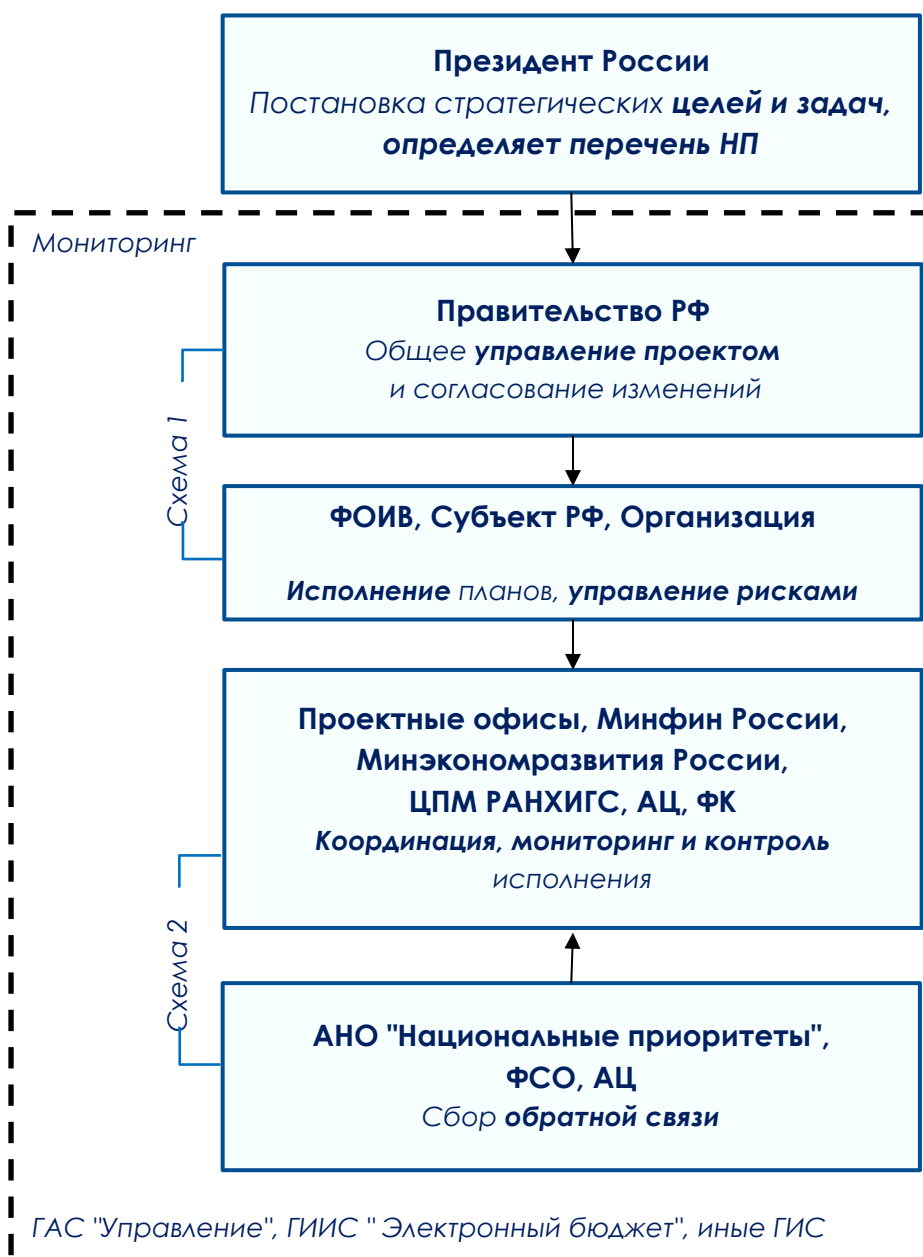 Президент России
Постановка стратегических целей и задач,
определяет перечень НП
Мониторинг
Правительство РФ
Общее управление проектом
и согласование изменений
Схема 1
ФОИВ, Субъект РФ, Организация
Исполнение планов, управление рисками
Проектные офисы, Минфин России,
Минэкономразвития России,
ЦПМ РАНХИГС, АЦ, ФК
Координация, мониторинг и контроль
исполнения
Схема 2
АНО "Национальные приоритеты",
ФСО, АЦ
Сбор обратной связи
ГАС "Управление", ГИИС " Электронный бюджет", иные ГИС